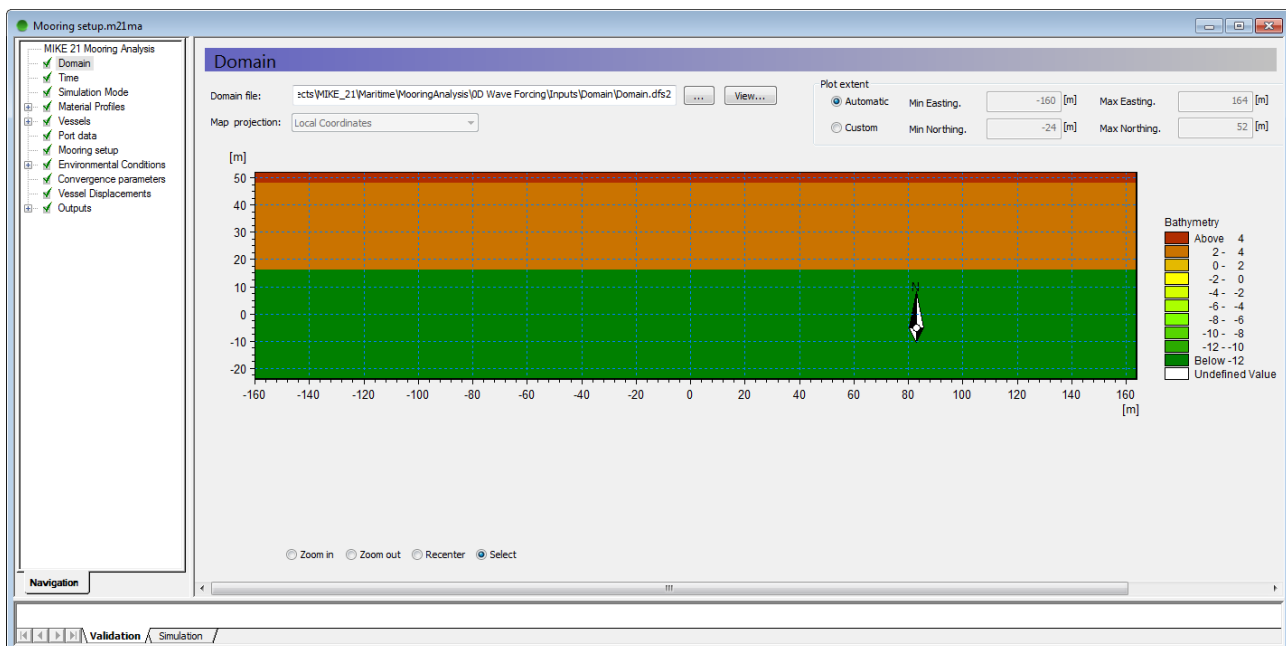 Mooring setup.m21ma
MIKE 21 Mooring Analysis
Domain
Time
Simulation Mode
Material Profiles
Vessels
Port data
Mooring setup
Environmental Conditions
Convergence parameters
Vessel Displacements
Outputs
Navigation
Domain
Domain file:
:cts\MIKE_21\Maritime\MooringAnalysis\0D Wave Forcing\Inputs\Domain\Domain.dfs2
...
View...
Map projection:
Local Coordinates
Plot extent
Automatic
Min Easting.
-160 [m]
Max Easting.
164 [m]
Custom
Min Northing.
-24 [m]
Max Northing.
52 [m]
[m]
50
40
30
20
10
0
-10
-20
N
-160 -140 -120 -100 -80 -60 -40 -20 0 20 40 60 80 100 120 140 160
[m]
Bathymetry
Above 4
2 - 4
0 - 2
-2 - 0
-4 - -2
-6 - -4
-8 - -6
-10 - -8
-12 - -10
Below -12
Undefined Value
Zoom in Zoom out Recenter Select
Validation Simulation